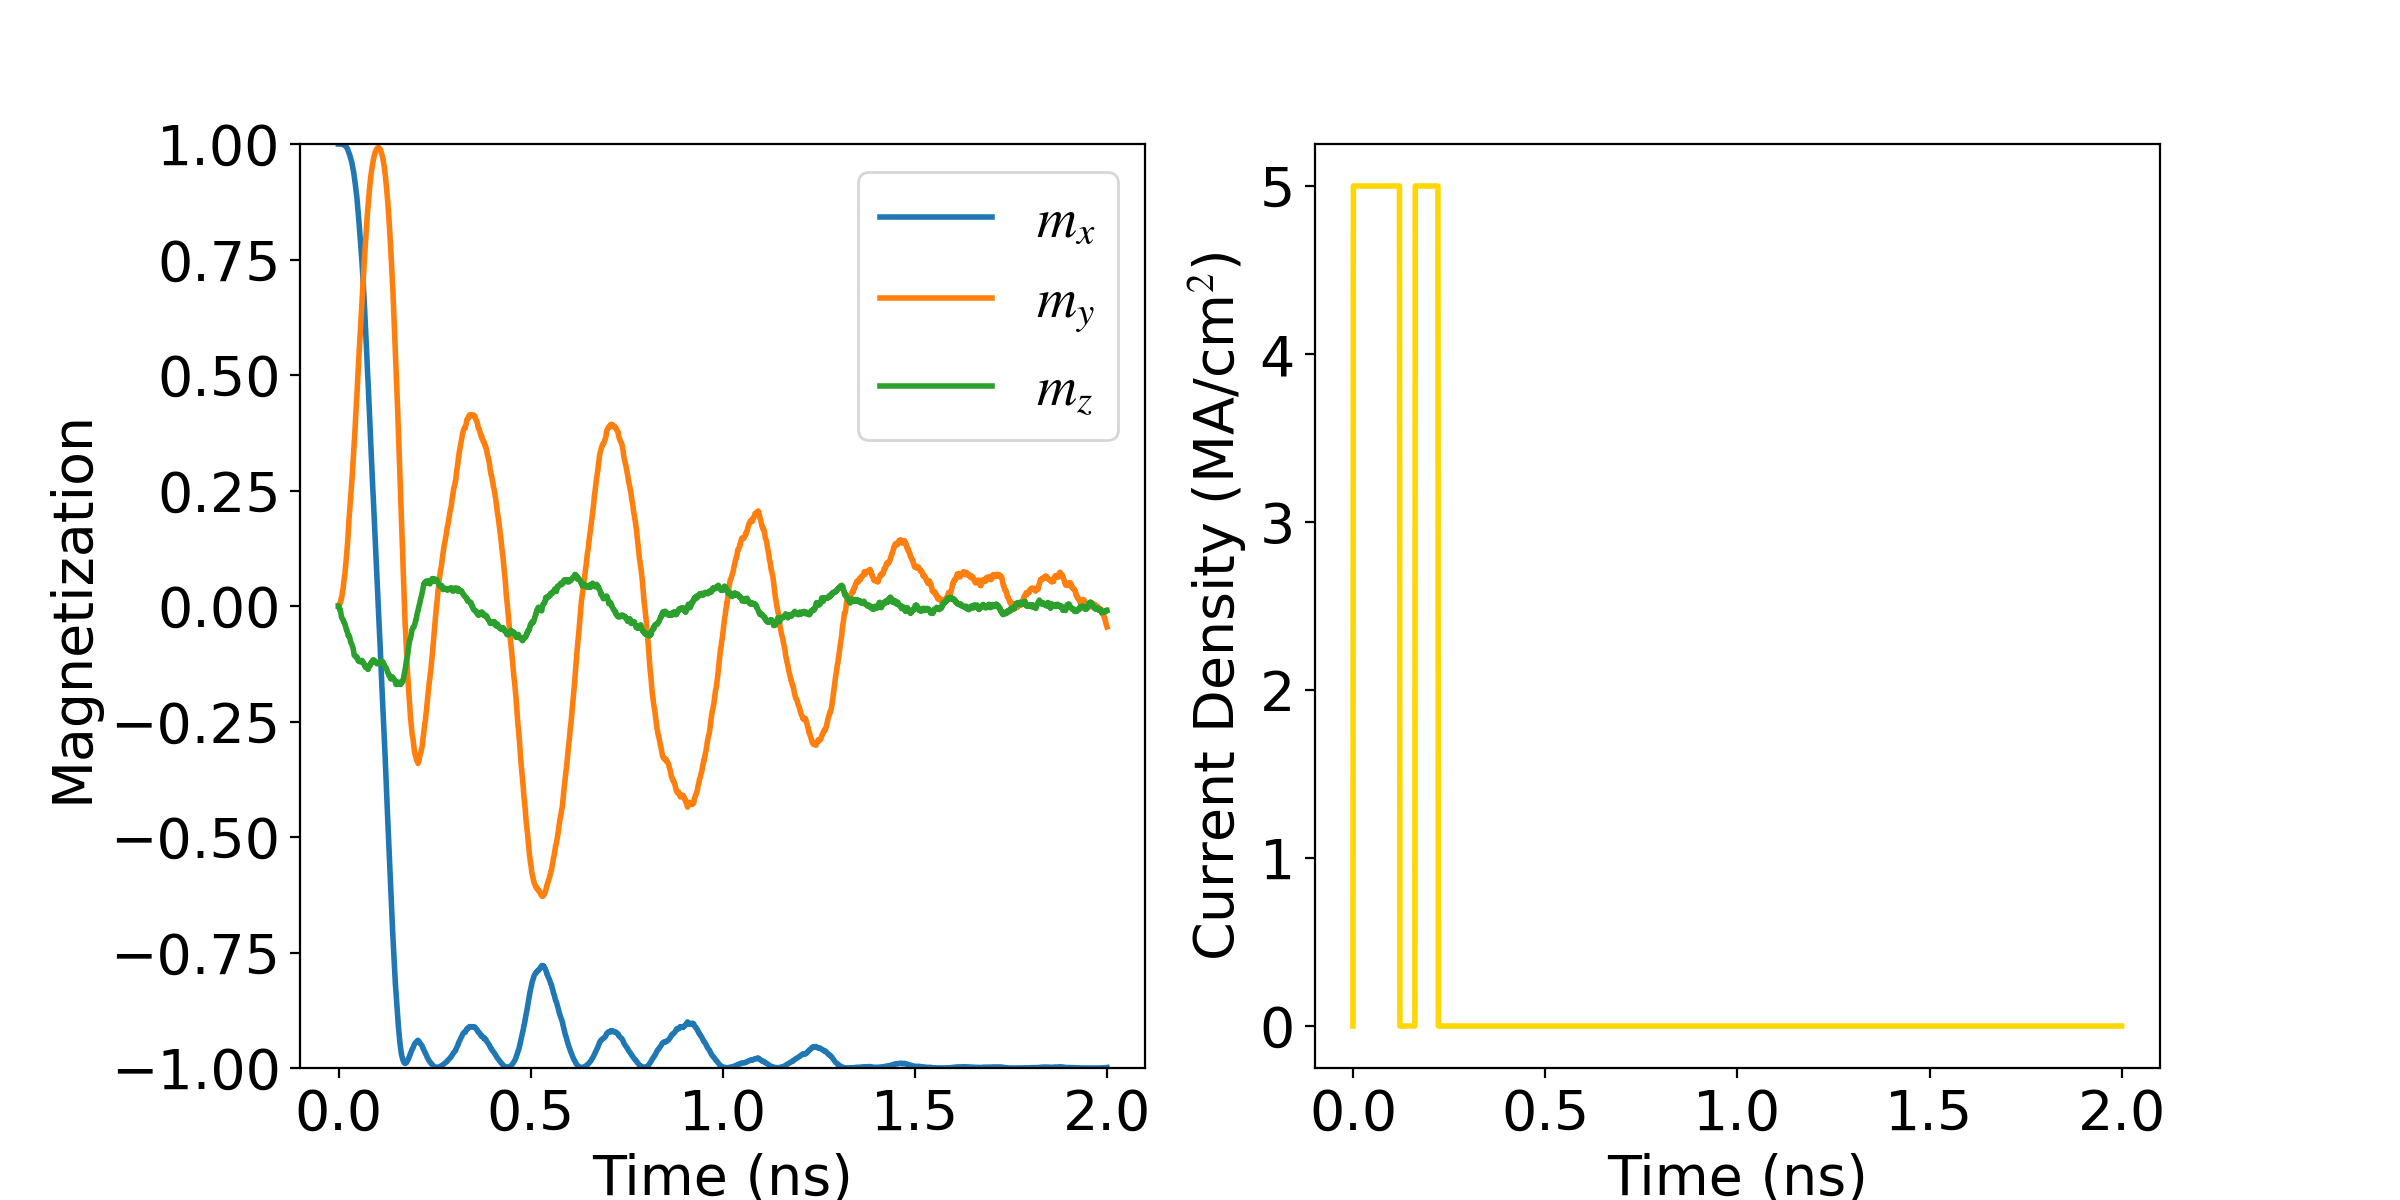 1.00
0.75
0.50
0.25
0.00
−0.25
−0.50
−0.75
−1.00
Magnetization
0.0 0.5 1.0 1.5 2.0
Time (ns)
m_x
m_y
m_z
5
4
3
2
1
0
Current Density (MA/cm²)
0.0 0.5 1.0 1.5 2.0
Time (ns)